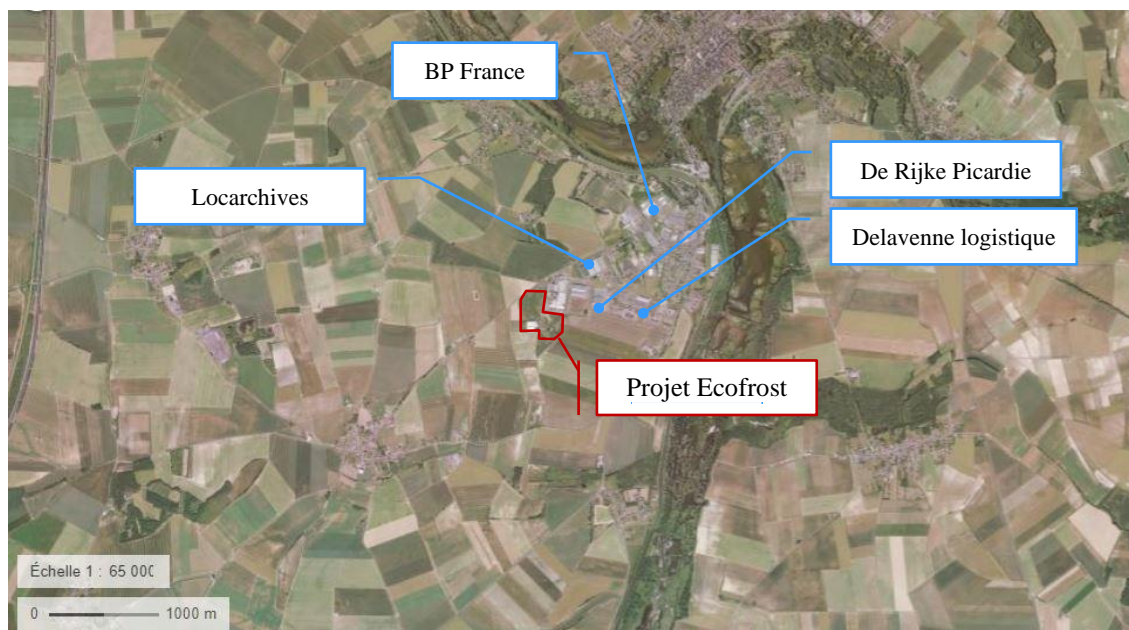 BP France
De Rijke Picardie
Locarchives
Delavenne logistique
Projet Ecofrost
Échelle 1 : 65 000
0 1000 m